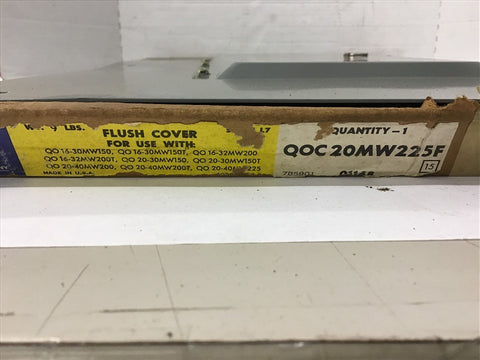 9 LBS.
FLUSH COVER
FOR USE WITH:
QO 16-30MW150, QO 16-30MW150T, QO 16-32MW200
QO 16-32MW200T, QO 20-30MW150, QO 20-30MW150T
QO 20-40MW200, QO 20-40MW200T, QO 20-40MW225
MADE IN U.S.A.
QUANTITY-1
QOC20MW225F
15